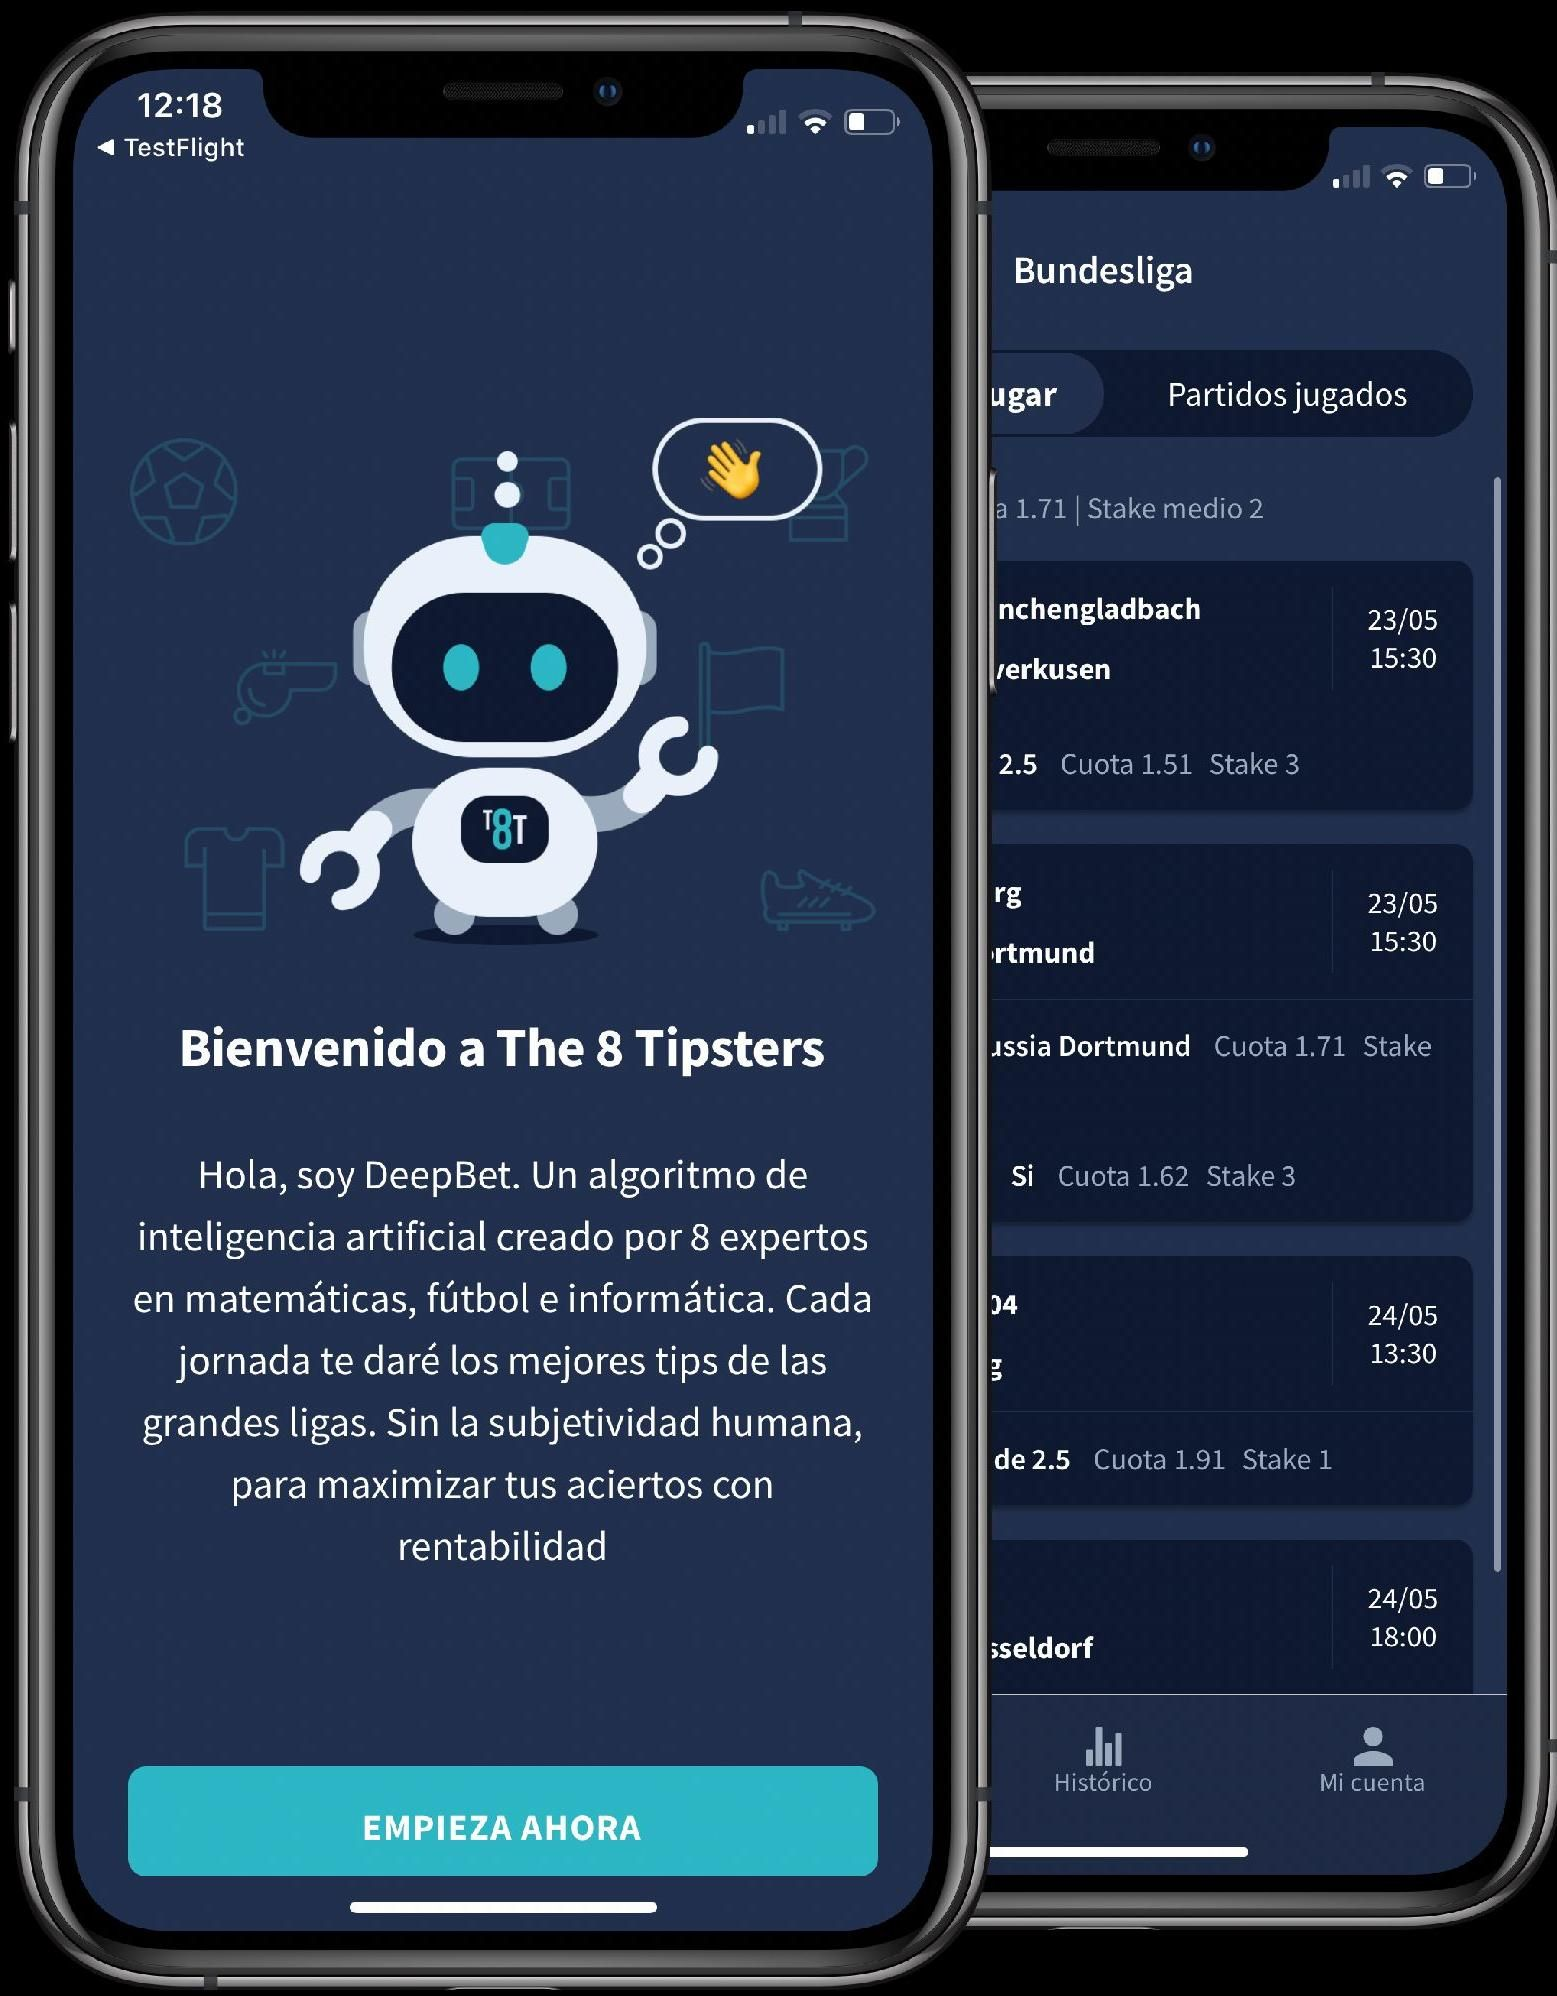 12:18
TestFlight
T8T
Bienvenido a The 8 Tipsters
Hola, soy DeepBet. Un algoritmo de
inteligencia artificial creado por 8 expertos
en matemáticas, fútbol e informática. Cada
jornada te daré los mejores tips de las
grandes ligas. Sin la subjetividad humana,
para maximizar tus aciertos con
rentabilidad
EMPIEZA AHORA
Bundesliga
ugar Partidos jugados
a 1.71 | Stake medio 2
nchengladbach
23/05
15:30
verkusen
2.5 Cuota 1.51 Stake 3
rg
23/05
15:30
ortmund
ussia Dortmund Cuota 1.71 Stake
Si Cuota 1.62 Stake 3
04
24/05
13:30
g
de 2.5 Cuota 1.91 Stake 1
24/05
18:00
sseldorf
Histórico
Mi cuenta